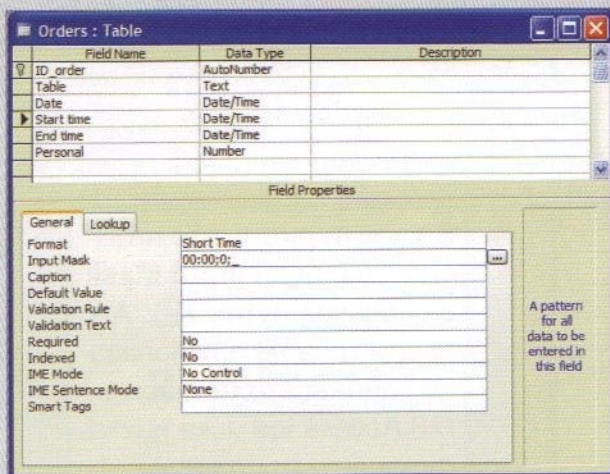 Orders : Table
Field Name Data Type Description
ID_order AutoNumber
Table Text
Date Date/Time
Start time Date/Time
End time Date/Time
Personal Number
Field Properties
General Lookup
Format Short Time
Input Mask 00:00;0;_ ...
Caption
Default Value
Validation Rule
Validation Text
Required No
Indexed No
IME Mode No Control
IME Sentence Mode None
Smart Tags
A pattern
for all
data to be
entered in
this field